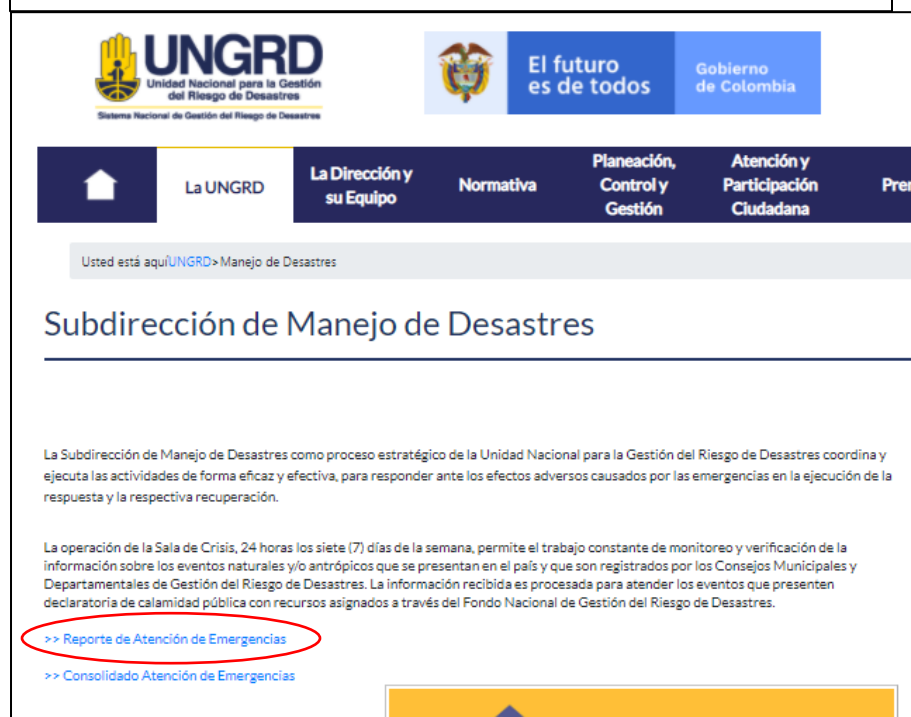 UNGRD
Unidad Nacional para la Gestión
del Riesgo de Desastres
Sistema Nacional de Gestión del Riesgo de Desastres
El futuro
es de todos
Gobierno
de Colombia
La UNGRD
La Dirección y
su Equipo
Normativa
Planeación,
Control y
Gestión
Atención y
Participación
Ciudadana
Pren
Usted está aquíUNGRD> Manejo de Desastres
Subdirección de Manejo de Desastres
La Subdirección de Manejo de Desastres como proceso estratégico de la Unidad Nacional para la Gestión del Riesgo de Desastres coordina y
ejecuta las actividades de forma eficaz y efectiva, para responder ante los efectos adversos causados por las emergencias en la ejecución de la
respuesta y la respectiva recuperación.
La operación de la Sala de Crisis, 24 horas los siete (7) días de la semana, permite el trabajo constante de monitoreo y verificación de la
información sobre los eventos naturales y/o antrópicos que se presentan en el país y que son registrados por los Consejos Municipales y
Departamentales de Gestión del Riesgo de Desastres. La información recibida es procesada para atender los eventos que presenten
declaratoria de calamidad pública con recursos asignados a través del Fondo Nacional de Gestión del Riesgo de Desastres.
>> Reporte de Atención de Emergencias
>> Consolidado Atención de Emergencias